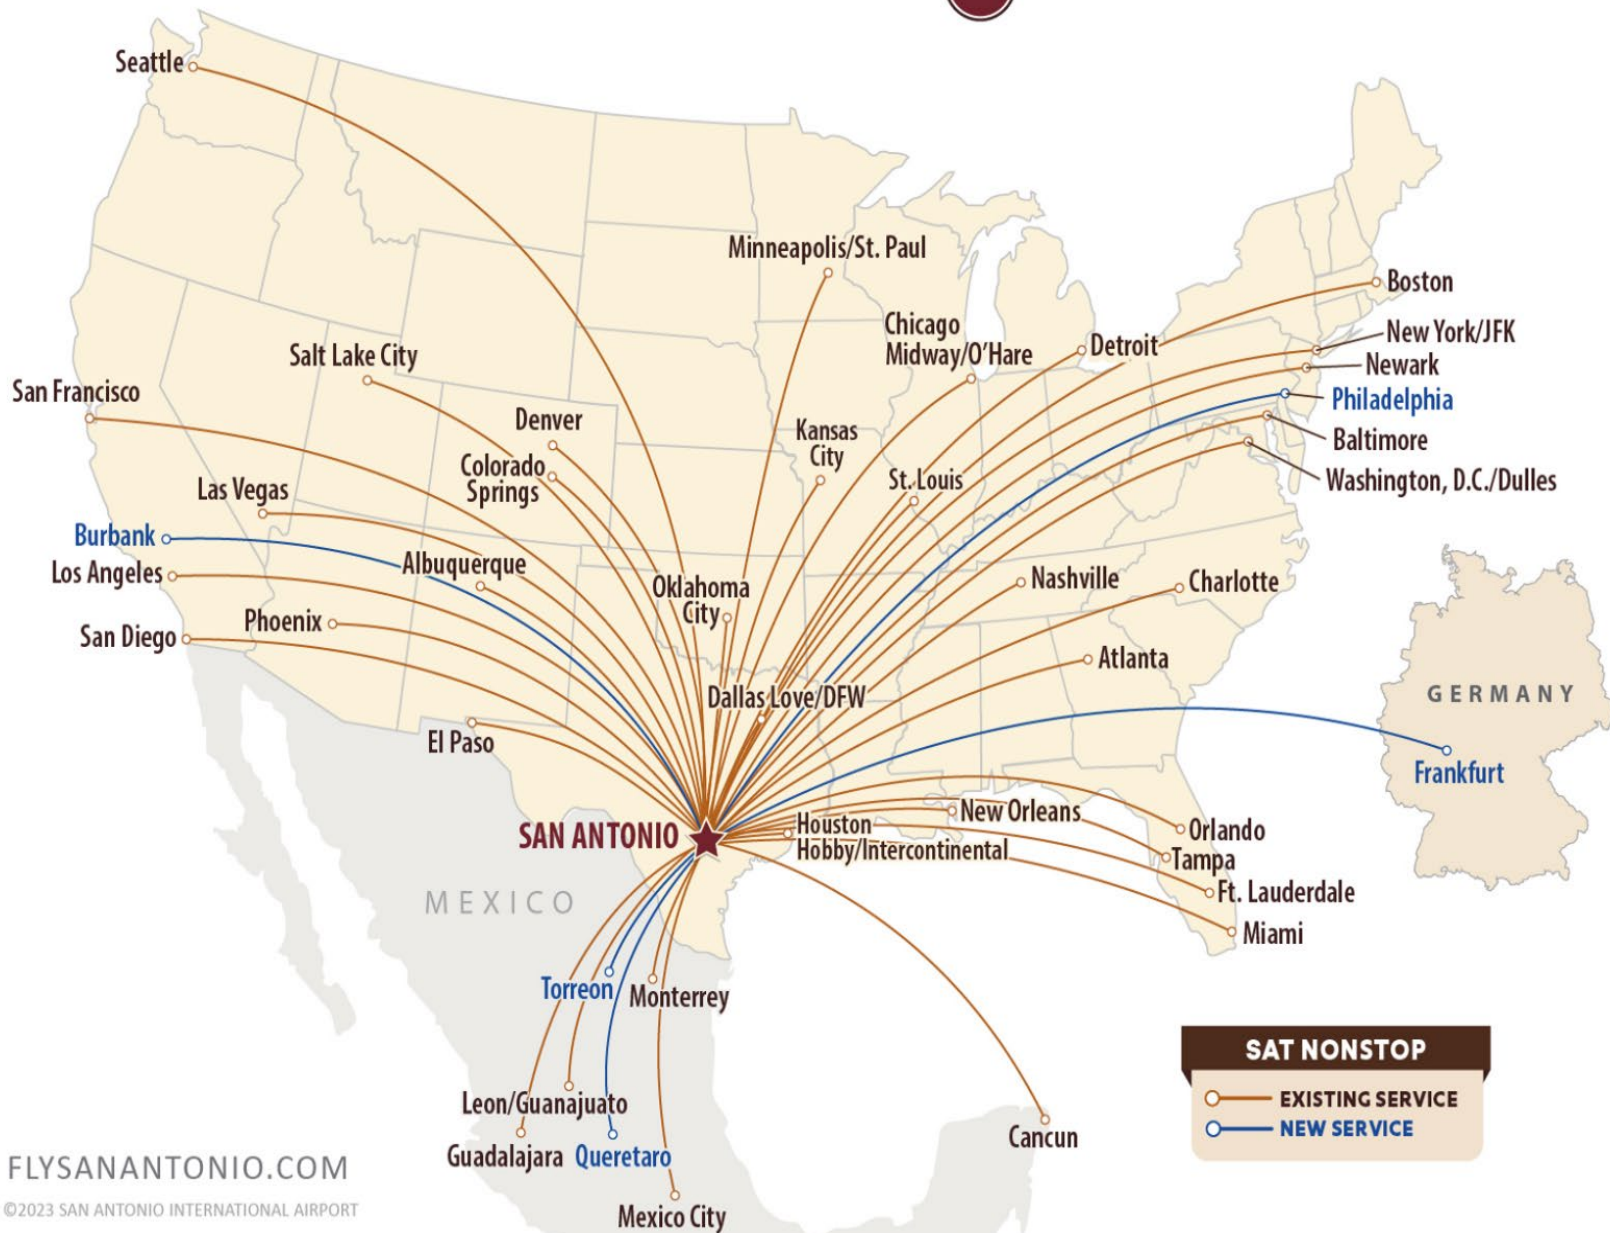 Seattle
Minneapolis/St. Paul
Boston
Chicago
Midway/O'Hare
New York/JFK
Detroit
Salt Lake City
Newark
San Francisco
Philadelphia
Denver
Kansas
City
Baltimore
Colorado
Springs
St. Louis
Washington, D.C./Dulles
Las Vegas
Burbank
Albuquerque
Los Angeles
Oklahoma
City
Nashville
Charlotte
Phoenix
San Diego
Atlanta
GERMANY
Dallas Love/DFW
El Paso
Frankfurt
New Orleans
SAN ANTONIO
Houston
Hobby/Intercontinental
Orlando
Tampa
Ft. Lauderdale
MEXICO
Miami
Torreon
Monterrey
SAT NONSTOP
EXISTING SERVICE
NEW SERVICE
Leon/Guanajuato
Cancun
Guadalajara
Queretaro
Mexico City
FLYSANANTONIO.COM
©2023 SAN ANTONIO INTERNATIONAL AIRPORT